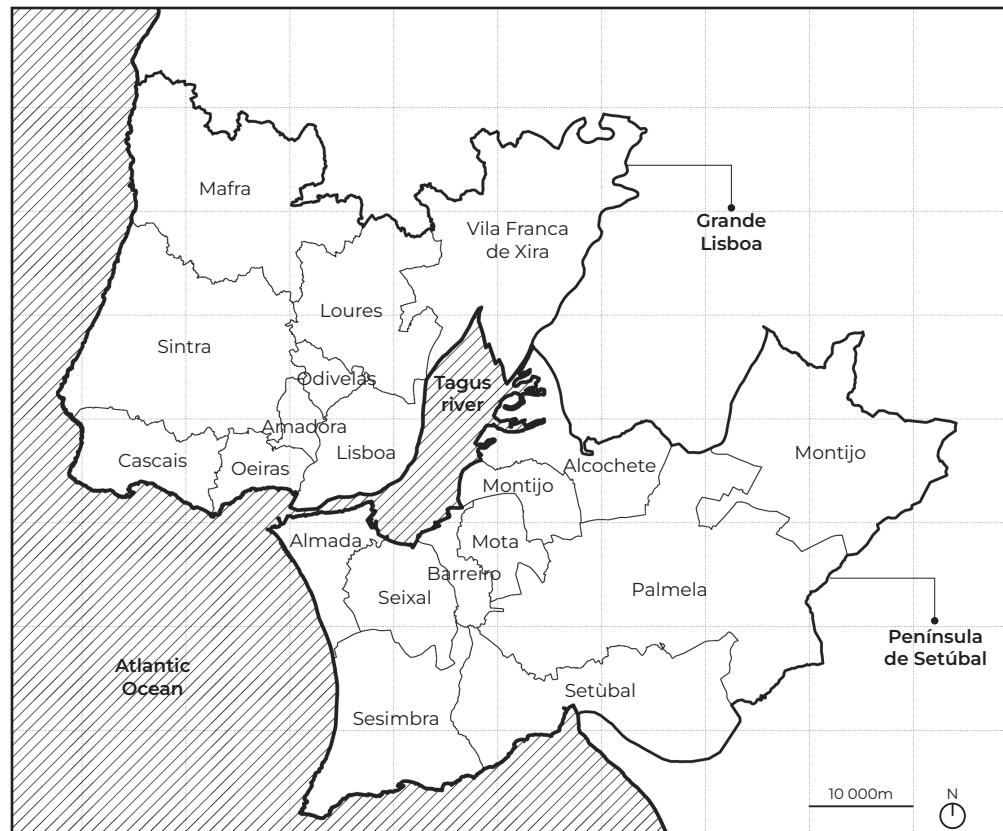 Mafra
Grande
Lisboa
Vila Franca
de Xira
Loures
Sintra
Odivelas
Tagus
river
Amadora
Lisboa
Cascais
Oeiras
Montijo
Alcochete
Montijo
Almada
Mota
Barreiro
Seixal
Palmela
Península
de Setúbal
Atlantic
Ocean
Setùbal
Sesimbra
10 000m
N